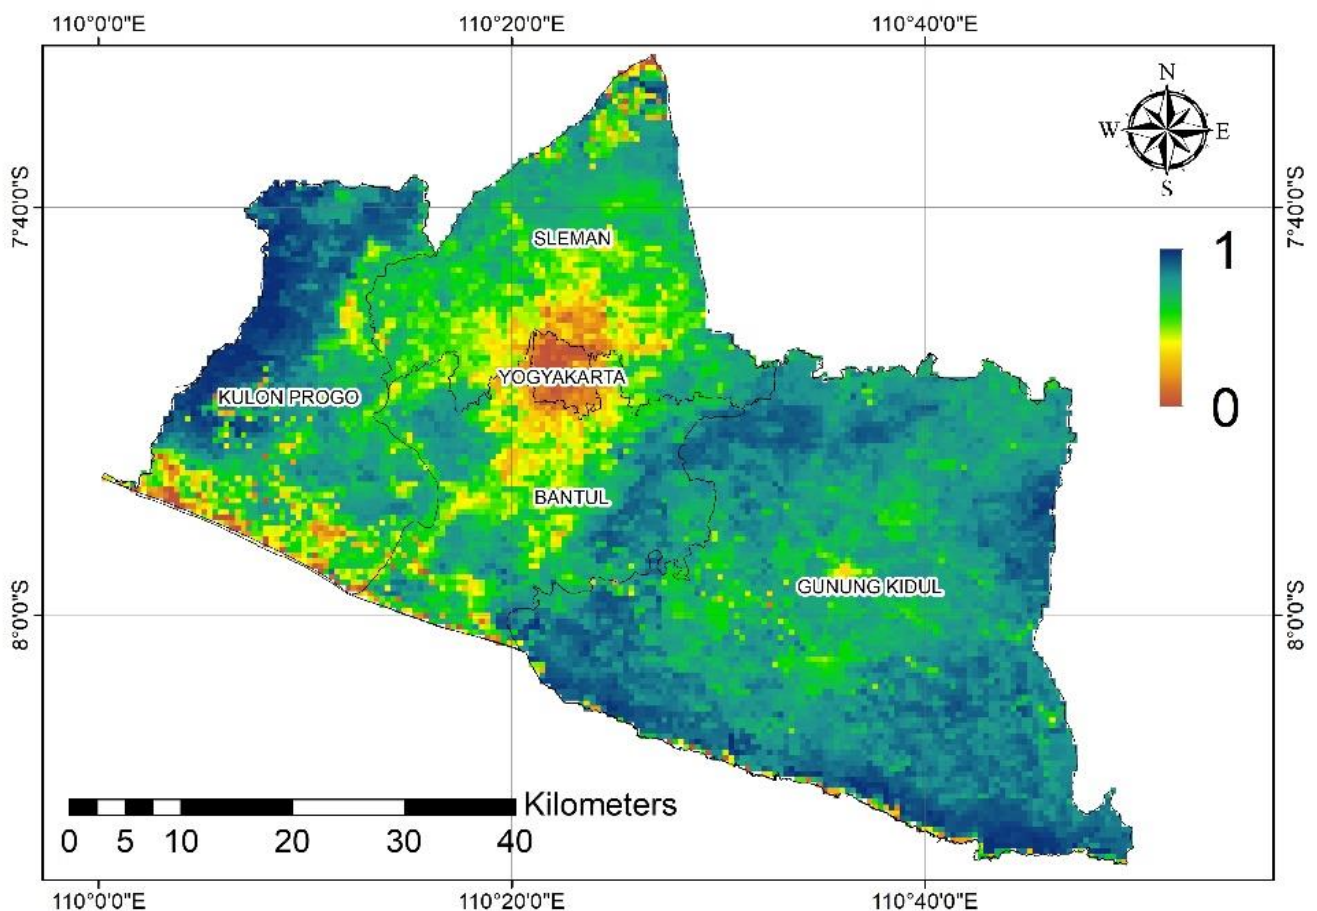 110°0'0"E 110°20'0"E 110°40'0"E
N
W E
S
7°40'0"S 7°40'0"S
SLEMAN
1
YOGYAKARTA
KULON PROGO
0
BANTUL
GUNUNG KIDUL
8°0'0"S 8°0'0"S
Kilometers
0 5 10 20 30 40
110°0'0"E 110°20'0"E 110°40'0"E